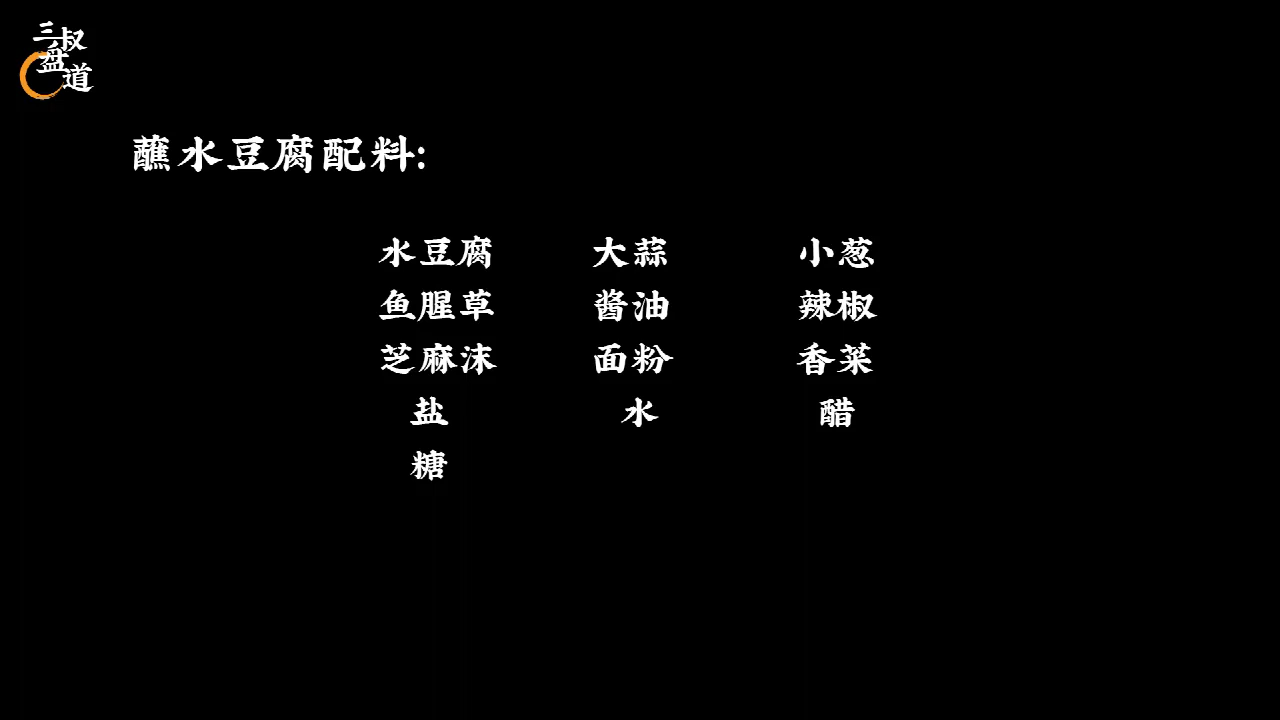 三叔
盘道
蘸水豆腐配料:
水豆腐 大蒜 小葱
鱼腥草 酱油 辣椒
芝麻沫 面粉 香菜
盐 水 醋
糖